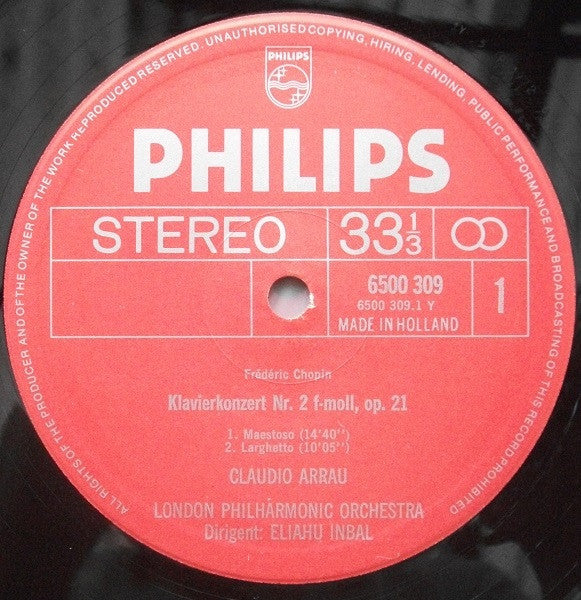 ALL RIGHTS OF THE PRODUCER AND OF THE OWNER OF THE WORK REPRODUCED RESERVED. UNAUTHORISED COPYING, HIRING, LENDING, PUBLIC PERFORMANCE AND BROADCASTING OF THIS RECORD PROHIBITED
PHILIPS
PHILIPS
STEREO 33 1/3
6500 309
6500 309.1 Y
MADE IN HOLLAND
1
Frédéric Chopin
Klavierkonzert Nr. 2 f-moll, op. 21
1. Maestoso (14'40'')
2. Larghetto (10'05'')
CLAUDIO ARRAU
LONDON PHILHARMONIC ORCHESTRA
Dirigent: ELIAHU INBAL